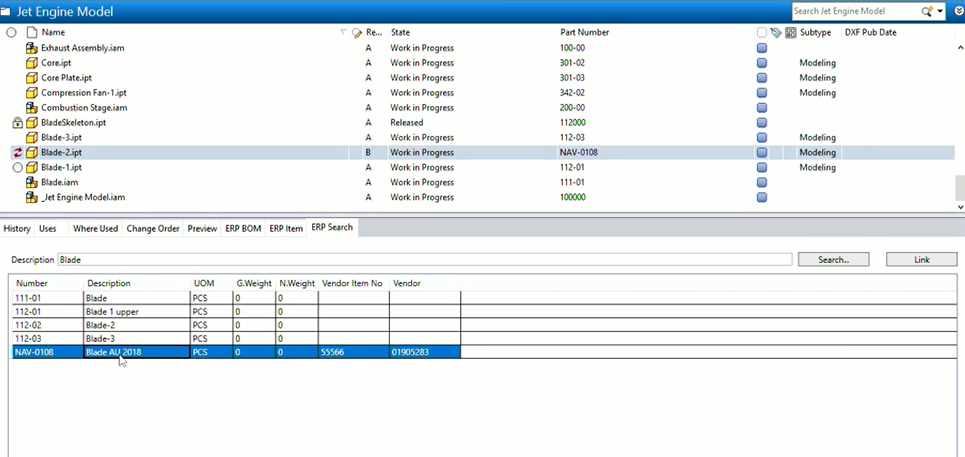 Jet Engine Model Search Jet Engine Model
Name Re... State Part Number Subtype DXF Pub Date
Exhaust Assembly.iam A Work in Progress 100-00
Core.ipt A Work in Progress 301-02 Modeling
Core Plate.ipt A Work in Progress 301-03 Modeling
Compression Fan-1.ipt A Work in Progress 342-02 Modeling
Combustion Stage.iam A Work in Progress 200-00
BladeSkeleton.ipt A Released 112000
Blade-3.ipt A Work in Progress 112-03 Modeling
Blade-2.ipt B Work in Progress NAV-0108 Modeling
Blade-1.ipt A Work in Progress 112-01 Modeling
Blade.iam A Work in Progress 111-01
_Jet Engine Model.iam A Work in Progress 100000
History Uses Where Used Change Order Preview ERP BOM ERP Item ERP Search
Description Blade Search... Link
Number Description UOM G.Weight N.Weight Vendor Item No Vendor
111-01 Blade PCS 0 0
112-01 Blade 1 upper PCS 0 0
112-02 Blade-2 PCS 0 0
112-03 Blade-3 PCS 0 0
NAV-0108 Blade AU 2018 PCS 0 0 55566 01905283